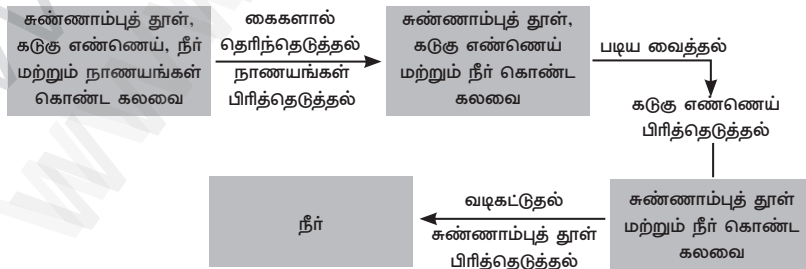 சுண்ணாம்புத் தூள்,
கடுகு எண்ணெய், நீர்
மற்றும் நாணயங்கள்
கொண்ட கலவை
கைகளால்
தெரிந்தெடுத்தல்
நாணயங்கள்
பிரித்தெடுத்தல்
சுண்ணாம்புத் தூள்,
கடுகு எண்ணெய்
மற்றும் நீர் கொண்ட
கலவை
படிய வைத்தல்
கடுகு எண்ணெய்
பிரித்தெடுத்தல்
சுண்ணாம்புத் தூள்
மற்றும் நீர் கொண்ட
கலவை
வடிகட்டுதல்
சுண்ணாம்புத் தூள்
பிரித்தெடுத்தல்
நீர்